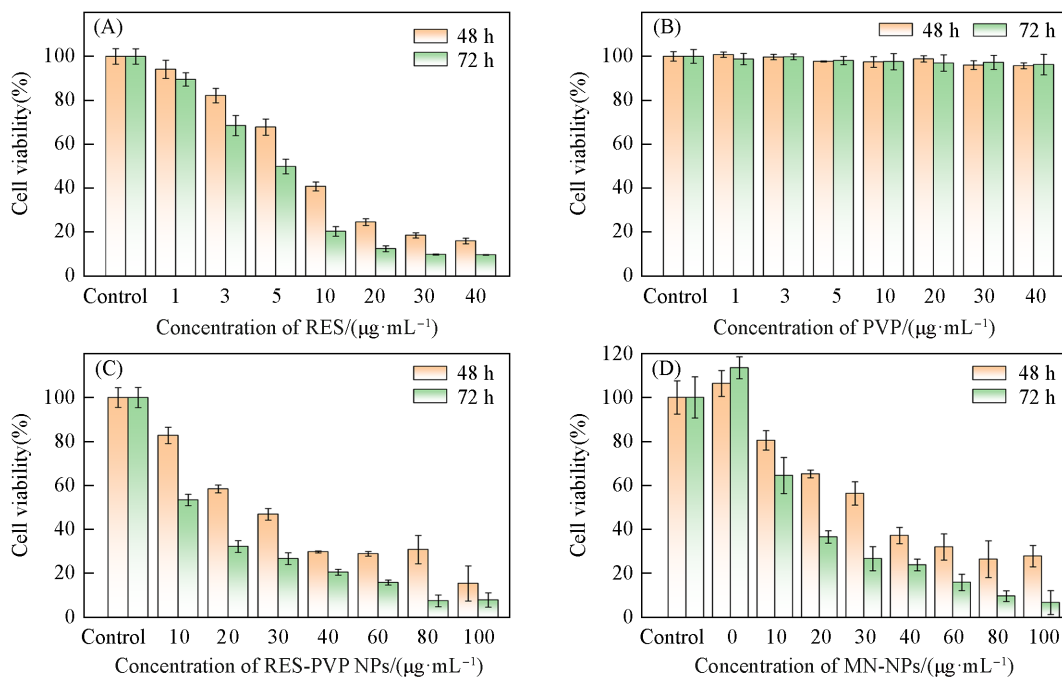 (A)
48 h
72 h
100
80
60
40
20
0
Cell viability(%)
Control 1 3 5 10 20 30 40
Concentration of RES/(μg·mL⁻¹)
(B)
48 h 72 h
100
80
60
40
20
0
Cell viability(%)
Control 1 3 5 10 20 30 40
Concentration of PVP/(μg·mL⁻¹)
(C)
48 h
72 h
100
80
60
40
20
0
Cell viability(%)
Control 10 20 30 40 60 80 100
Concentration of RES-PVP NPs/(μg·mL⁻¹)
(D)
48 h
72 h
120
100
80
60
40
20
0
Cell viability(%)
Control 0 10 20 30 40 60 80 100
Concentration of MN-NPs/(μg·mL⁻¹)